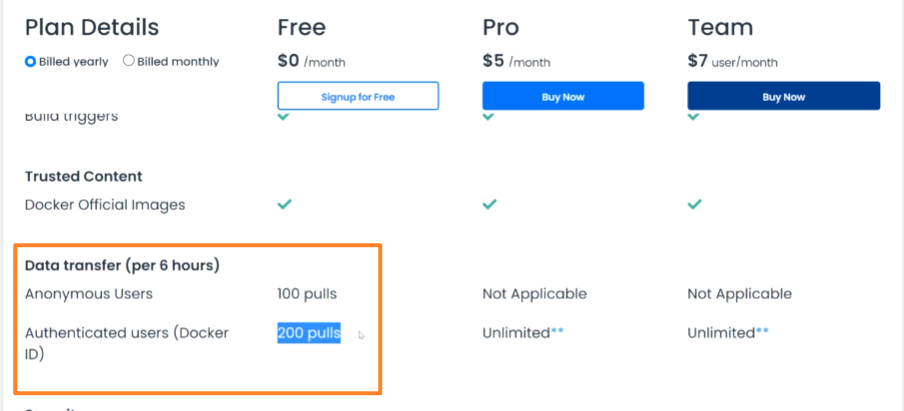 Plan Details Free Pro Team
Billed yearly Billed monthly $0 /month $5 /month $7 user/month
Signup for Free Buy Now Buy Now
Build triggers
Trusted Content
Docker Official Images
Data transfer (per 6 hours)
Anonymous Users 100 pulls Not Applicable Not Applicable
Authenticated users (Docker 200 pulls Unlimited** Unlimited**
ID)